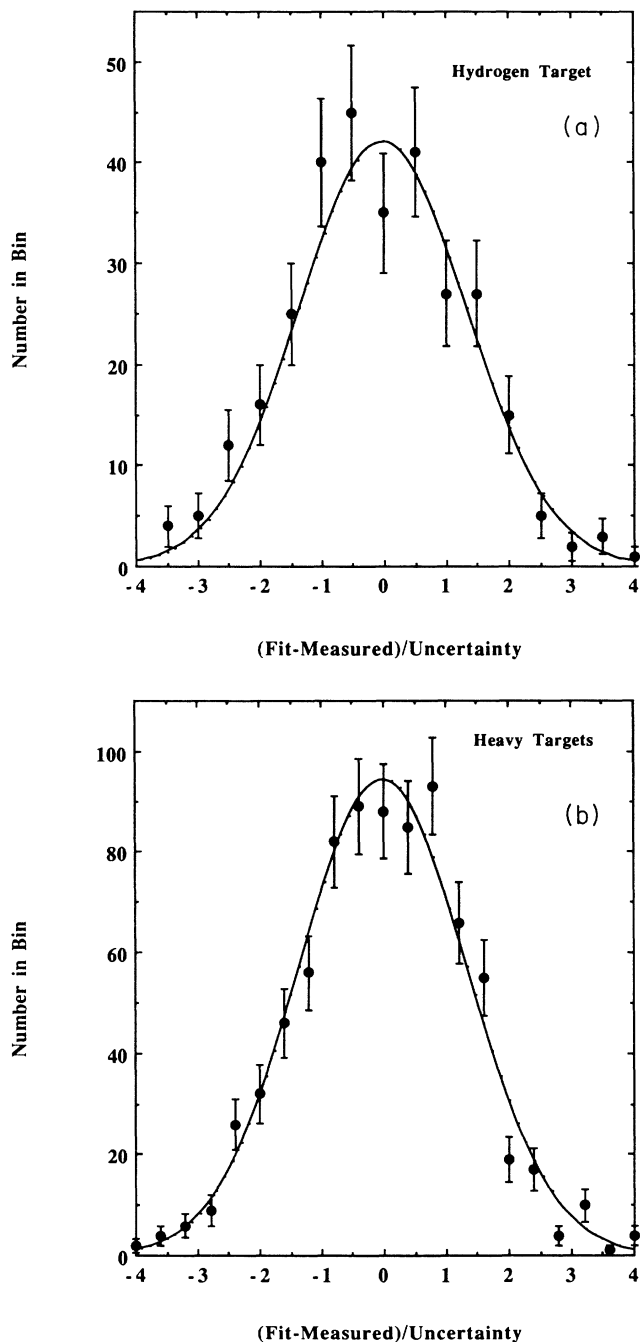 50
40
30
20
10
0
Number in Bin
Hydrogen Target
(a)
-4 -3 -2 -1 0 1 2 3 4
(Fit-Measured)/Uncertainty
100
80
60
40
20
0
Number in Bin
Heavy Targets
(b)
-4 -3 -2 -1 0 1 2 3 4
(Fit-Measured)/Uncertainty